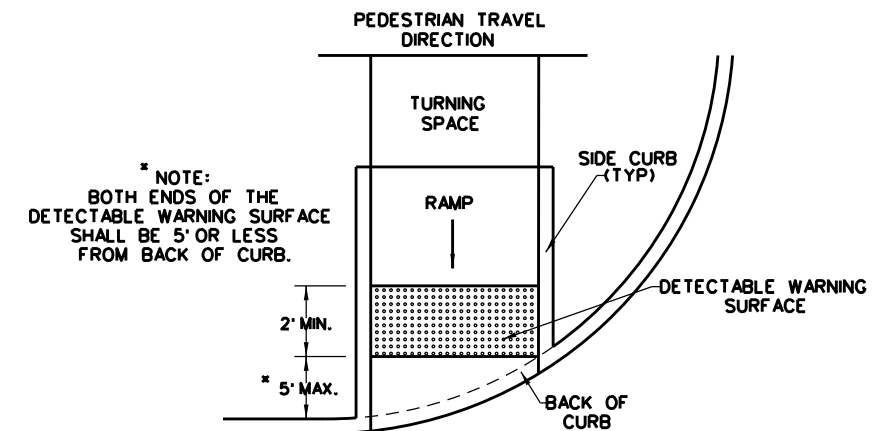 PEDESTRIAN TRAVEL
DIRECTION
TURNING
SPACE
SIDE CURB
(TYP)
* NOTE:
BOTH ENDS OF THE
DETECTABLE WARNING SURFACE
SHALL BE 5' OR LESS
FROM BACK OF CURB.
RAMP
DETECTABLE WARNING
SURFACE
2' MIN.
* 5' MAX.
BACK OF
CURB